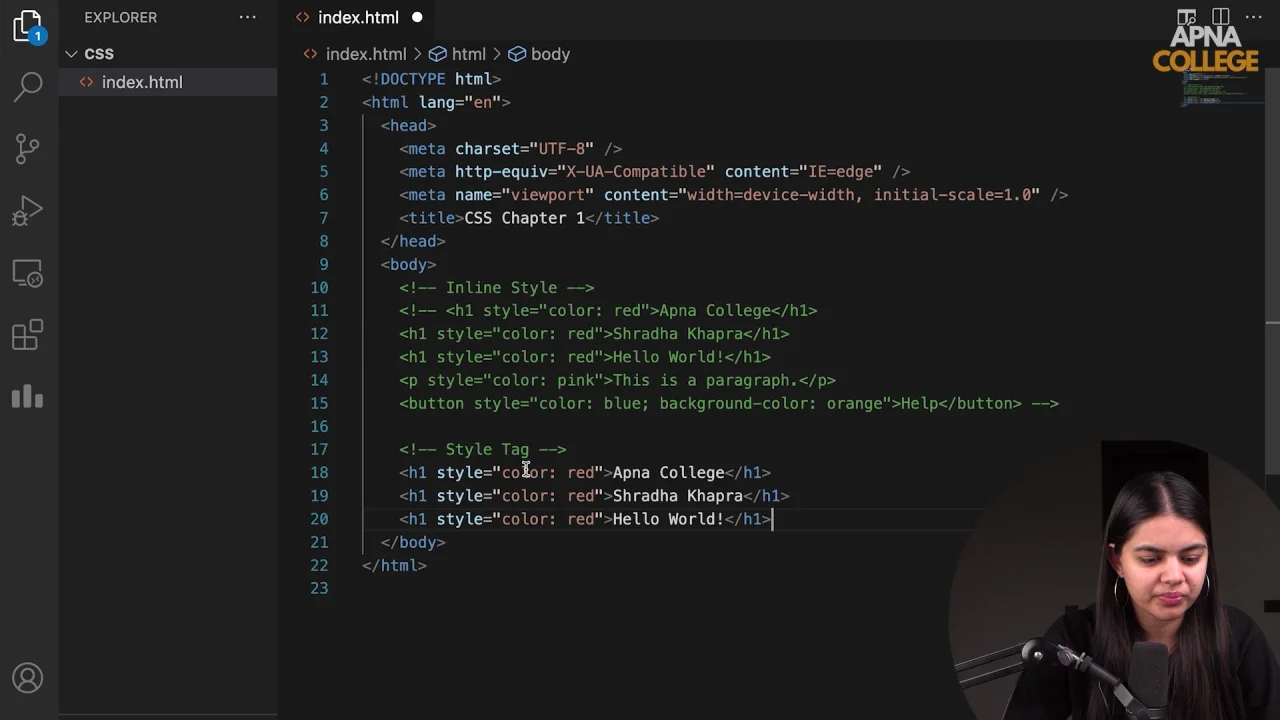 EXPLORER
1
CSS
index.html
index.html
APNA
COLLEGE
index.html > html > body
1 <!DOCTYPE html>
2 <html lang="en">
3 <head>
4 <meta charset="UTF-8" />
5 <meta http-equiv="X-UA-Compatible" content="IE=edge" />
6 <meta name="viewport" content="width=device-width, initial-scale=1.0" />
7 <title>CSS Chapter 1</title>
8 </head>
9 <body>
10 <!-- Inline Style -->
11 <!-- <h1 style="color: red">Apna College</h1>
12 <h1 style="color: red">Shradha Khapra</h1>
13 <h1 style="color: red">Hello World!</h1>
14 <p style="color: pink">This is a paragraph.</p>
15 <button style="color: blue; background-color: orange">Help</button> -->
16
17 <!-- Style Tag -->
18 <h1 style="color: red">Apna College</h1>
19 <h1 style="color: red">Shradha Khapra</h1>
20 <h1 style="color: red">Hello World!</h1>
21 </body>
22 </html>
23